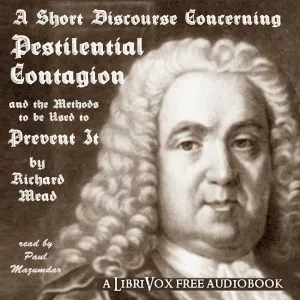 A Short Discourse Concerning
Pestilential
Contagion
and the Methods
to be Used to
Prevent It
by
Richard
Mead
read by
Paul
Mazumdar
A LIBRIVOX FREE AUDIOBOOK